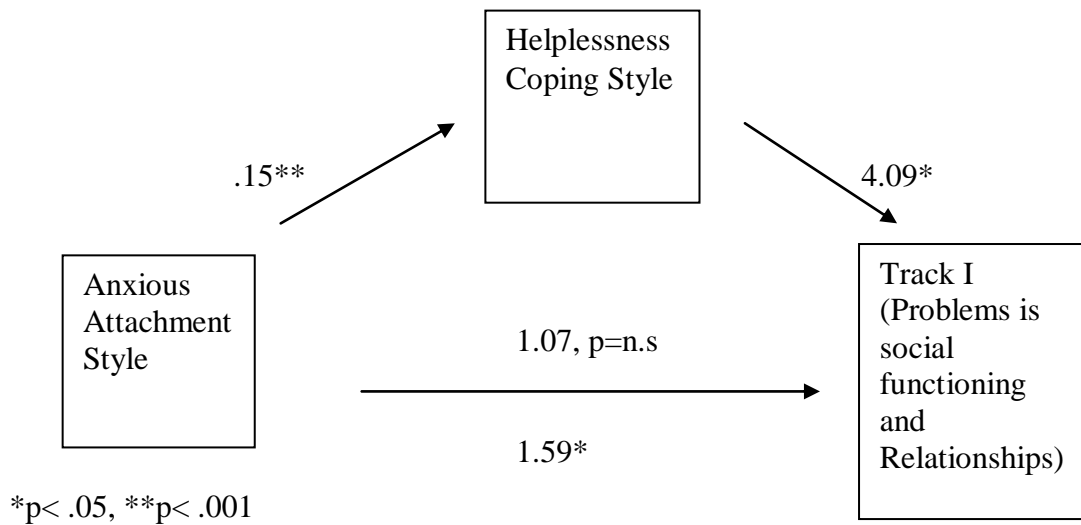 Helplessness
Coping Style
.15**
4.09*
Anxious
Attachment
Style
1.07, p=n.s
1.59*
Track I
(Problems is
social
functioning
and
Relationships)
*p< .05, **p< .001